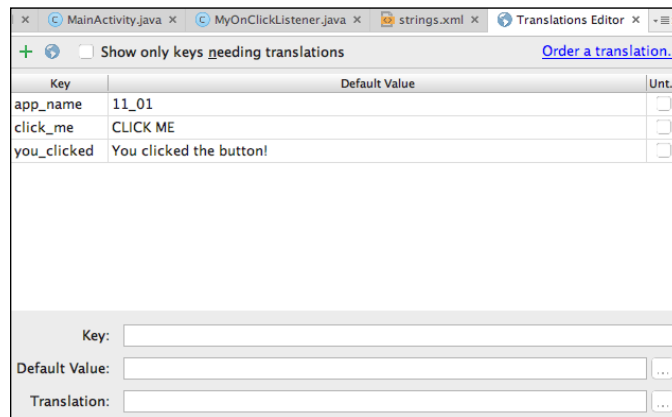 MainActivity.java MyOnClickListener.java strings.xml Translations Editor
Show only keys needing translations Order a translation.
Key Default Value Unt.
app_name 11_01
click_me CLICK ME
you_clicked You clicked the button!
Key:
Default Value: ...
Translation: ...